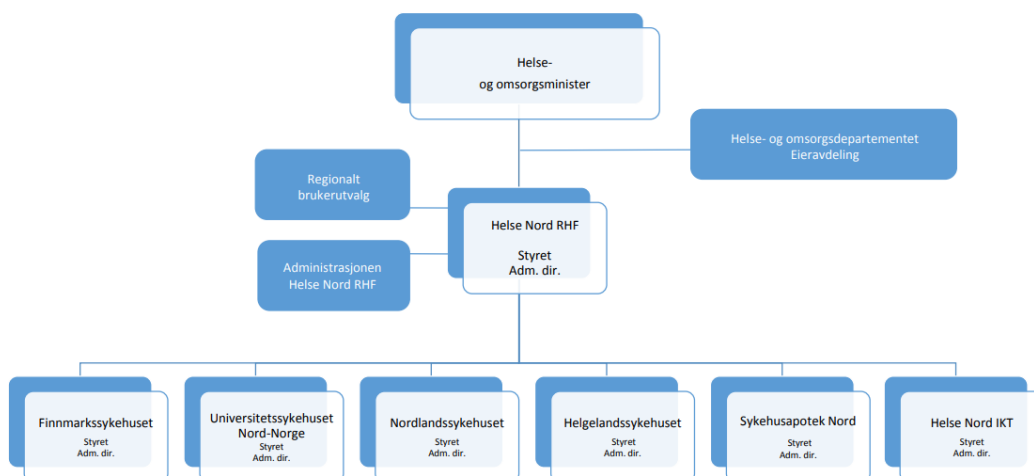 Helse-
og omsorgsminister
Helse- og omsorgsdepartementet
Eieravdeling
Regionalt
brukerutvalg
Helse Nord RHF
Styret
Adm. dir.
Administrasjonen
Helse Nord RHF
Finnmarkssykehuset
Styret
Adm. dir.
Universitetssykehuset
Nord-Norge
Styret
Adm. dir.
Nordlandssykehuset
Styret
Adm. dir.
Helgelandssykehuset
Styret
Adm. dir.
Sykehusapotek Nord
Styret
Adm. dir.
Helse Nord IKT
Styret
Adm. dir.